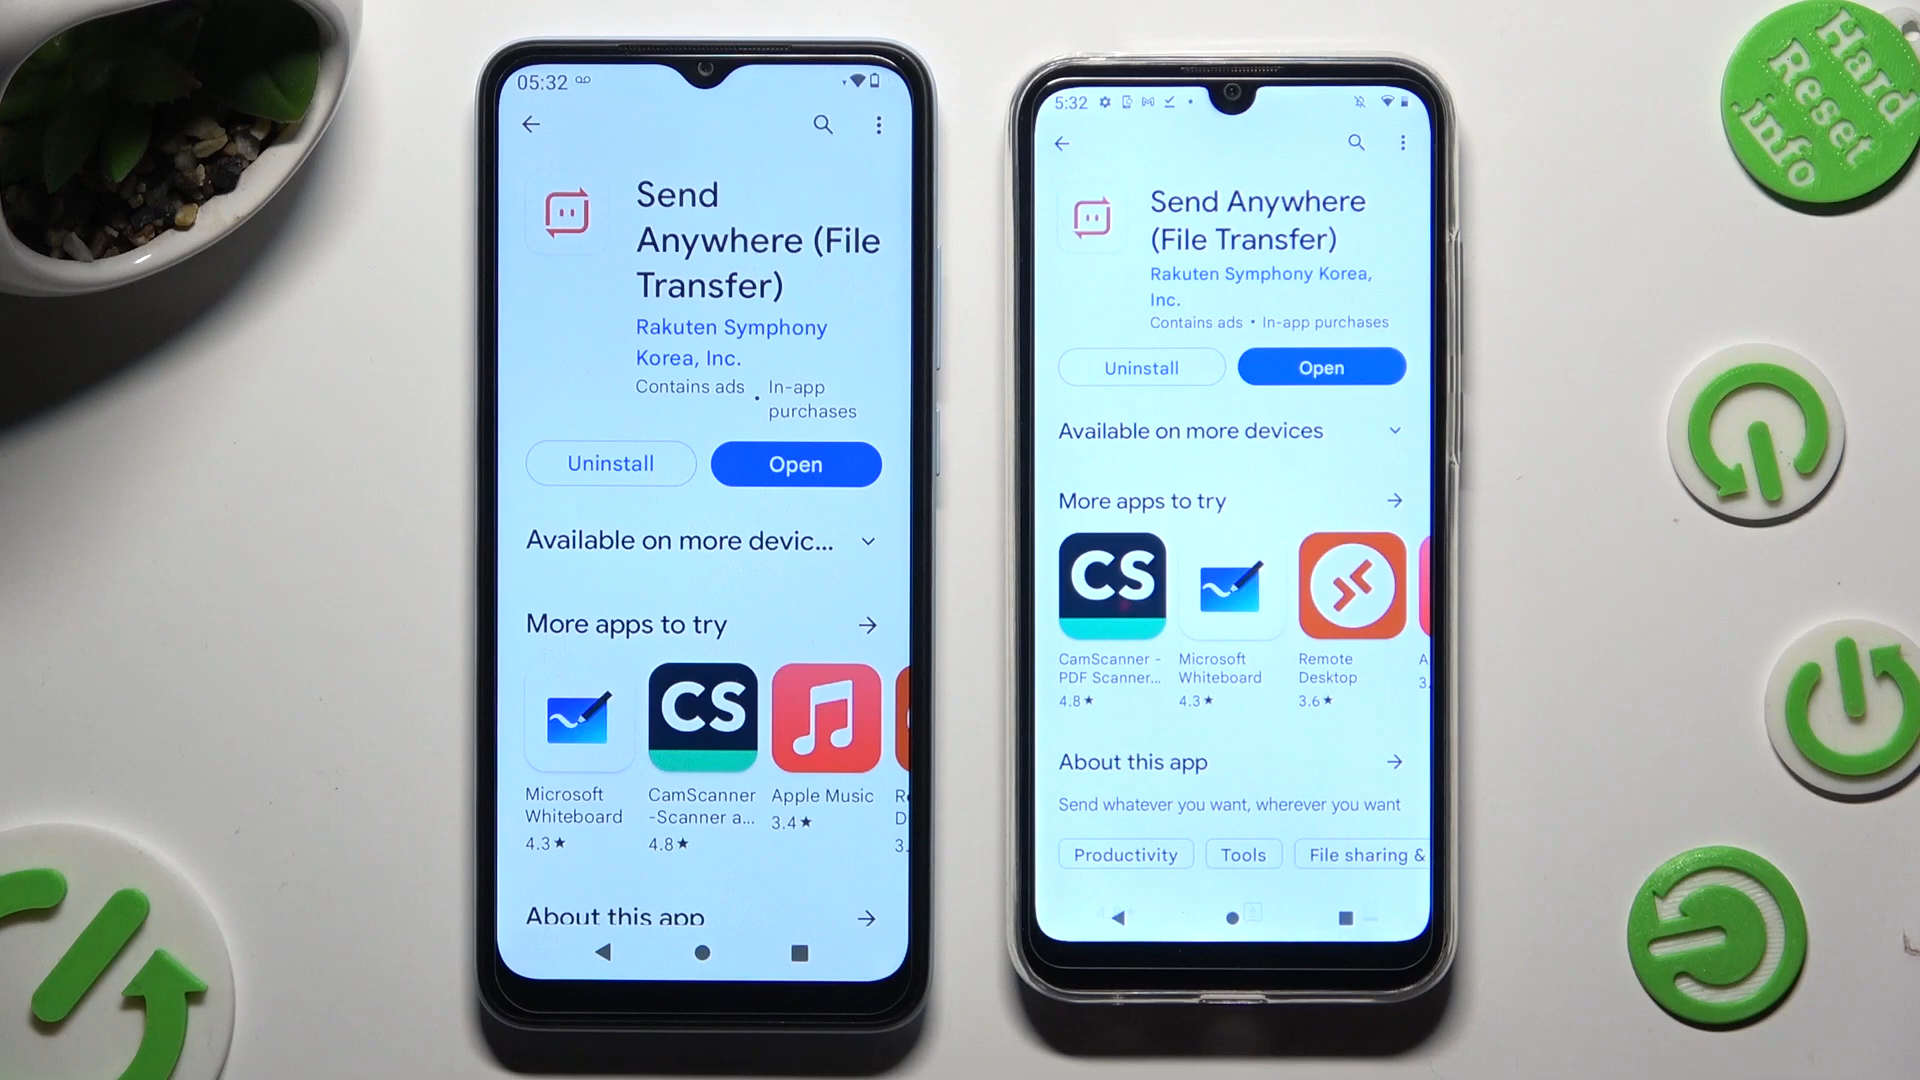 05:32
Send
Anywhere (File
Transfer)
Rakuten Symphony
Korea, Inc.
Contains ads • In-app
purchases
Uninstall
Open
Available on more devic...
More apps to try
CS
Microsoft
Whiteboard
4.3★
CamScanner
-Scanner a...
4.8★
Apple Music
3.4★
R
D
3.
About this app
5:32
Send Anywhere
(File Transfer)
Rakuten Symphony Korea,
Inc.
Contains ads • In-app purchases
Uninstall
Open
Available on more devices
More apps to try
CS
CamScanner -
PDF Scanner...
4.8★
Microsoft
Whiteboard
4.3★
Remote
Desktop
3.6★
A
3.
About this app
Send whatever you want, wherever you want
Productivity
Tools
File sharing &
Hard
Reset
info